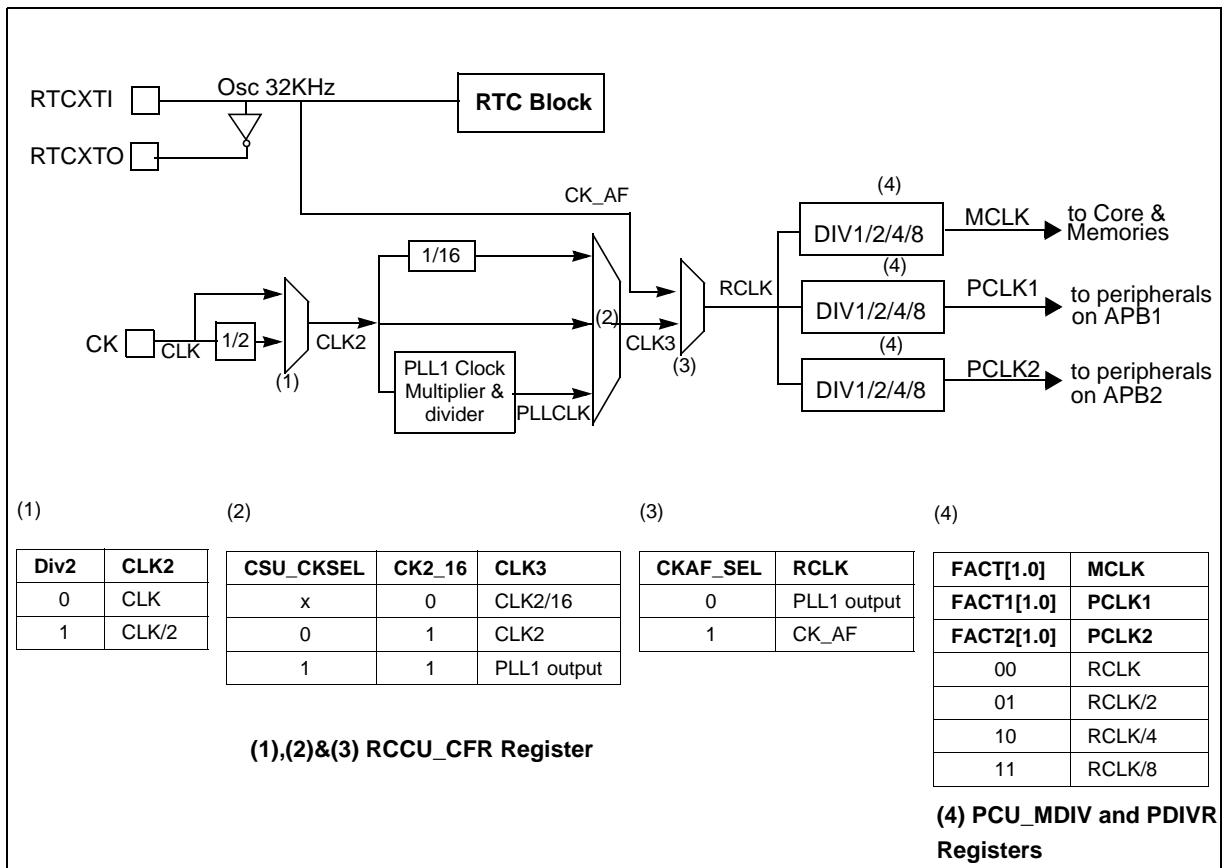 RTCXTI
Osc 32KHz
RTC Block
RTCXTO
CK_AF
(4)
DIV1/2/4/8
MCLK
to Core &
Memories
1/16
(4)
RCLK
DIV1/2/4/8
PCLK1
to peripherals
on APB1
CK
CLK
1/2
(1)
CLK2
(2)
CLK3
(3)
PLL1 Clock
Multiplier &
divider
PLLCLK
(4)
DIV1/2/4/8
PCLK2
to peripherals
on APB2
(1)
Div2 CLK2
0 CLK
1 CLK/2
(2)
CSU_CKSEL CK2_16 CLK3
x 0 CLK2/16
0 1 CLK2
1 1 PLL1 output
(3)
CKAF_SEL RCLK
0 PLL1 output
1 CK_AF
(4)
FACT[1.0] MCLK
FACT1[1.0] PCLK1
FACT2[1.0] PCLK2
00 RCLK
01 RCLK/2
10 RCLK/4
11 RCLK/8
(1),(2)&(3) RCCU_CFR Register
(4) PCU_MDIV and PDIVR
Registers